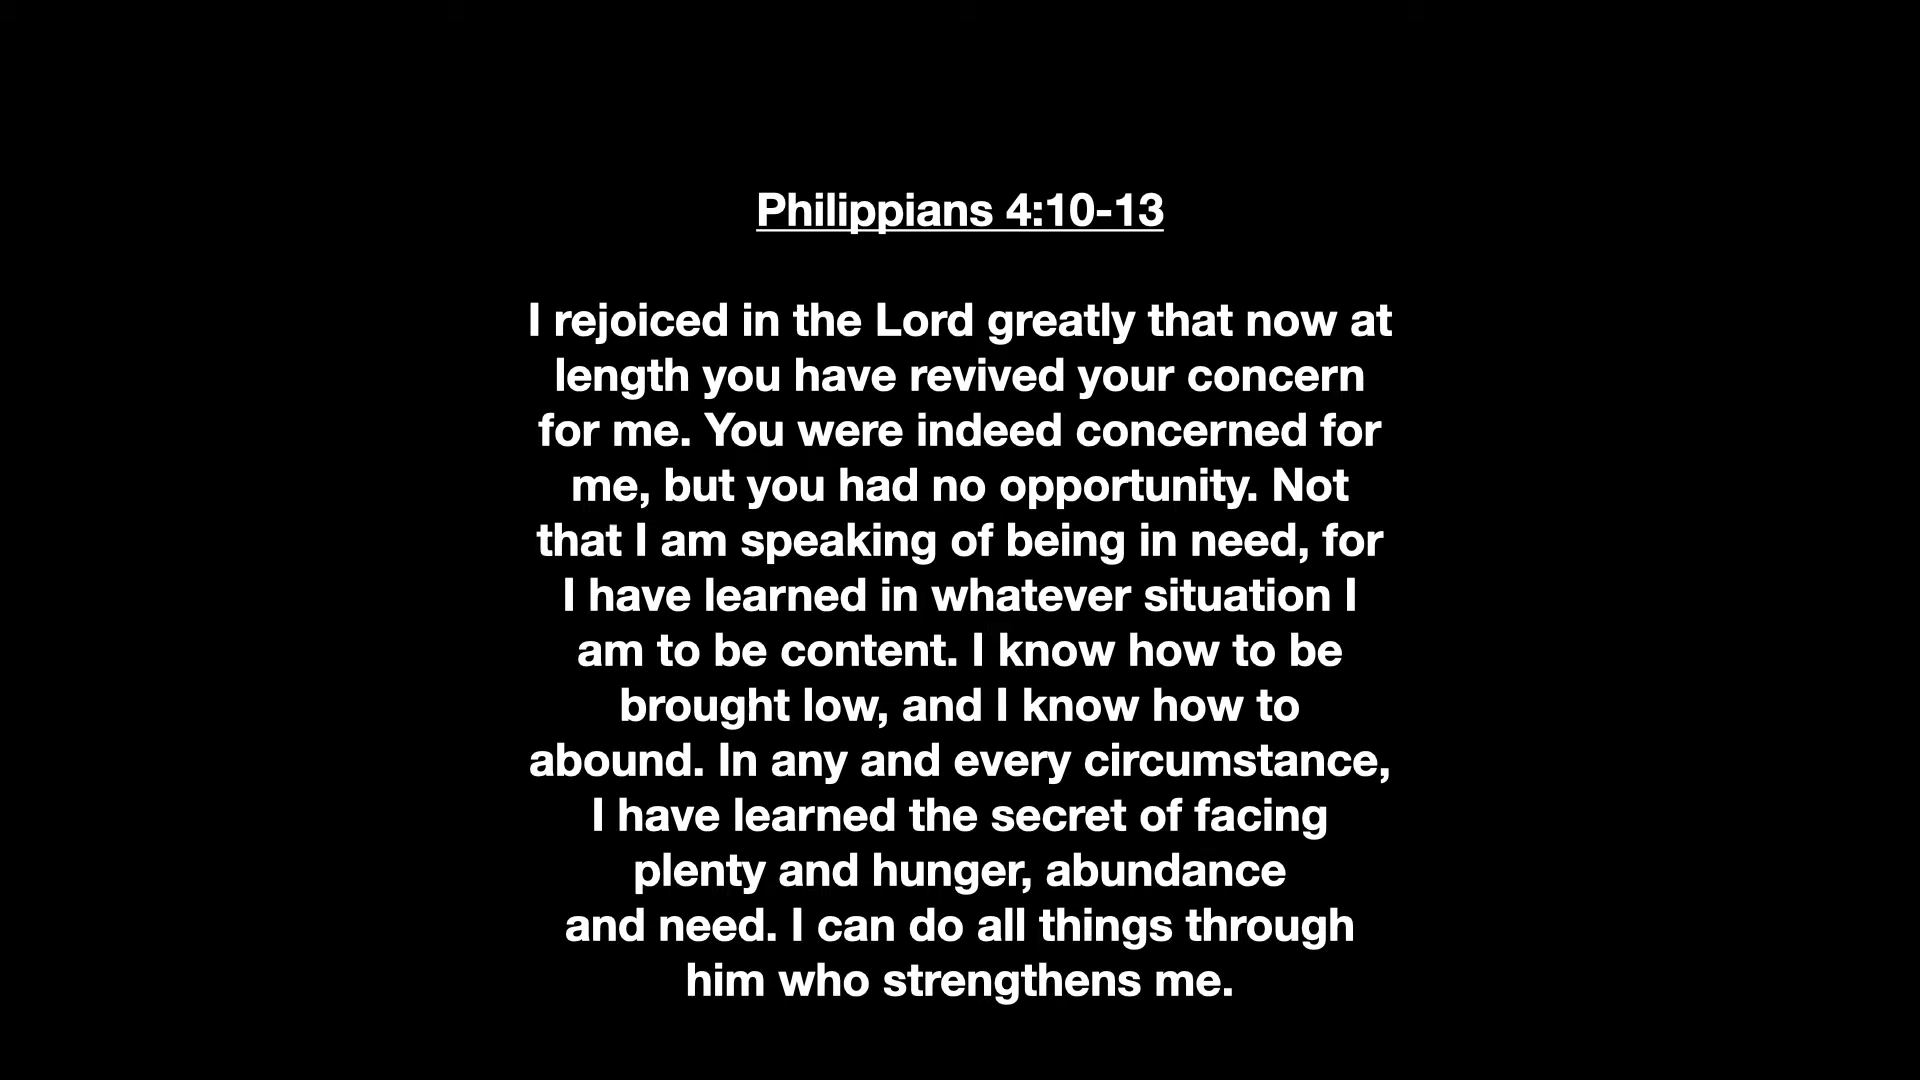 Philippians 4:10-13
I rejoiced in the Lord greatly that now at
length you have revived your concern
for me. You were indeed concerned for
me, but you had no opportunity. Not
that I am speaking of being in need, for
I have learned in whatever situation I
am to be content. I know how to be
brought low, and I know how to
abound. In any and every circumstance,
I have learned the secret of facing
plenty and hunger, abundance
and need. I can do all things through
him who strengthens me.